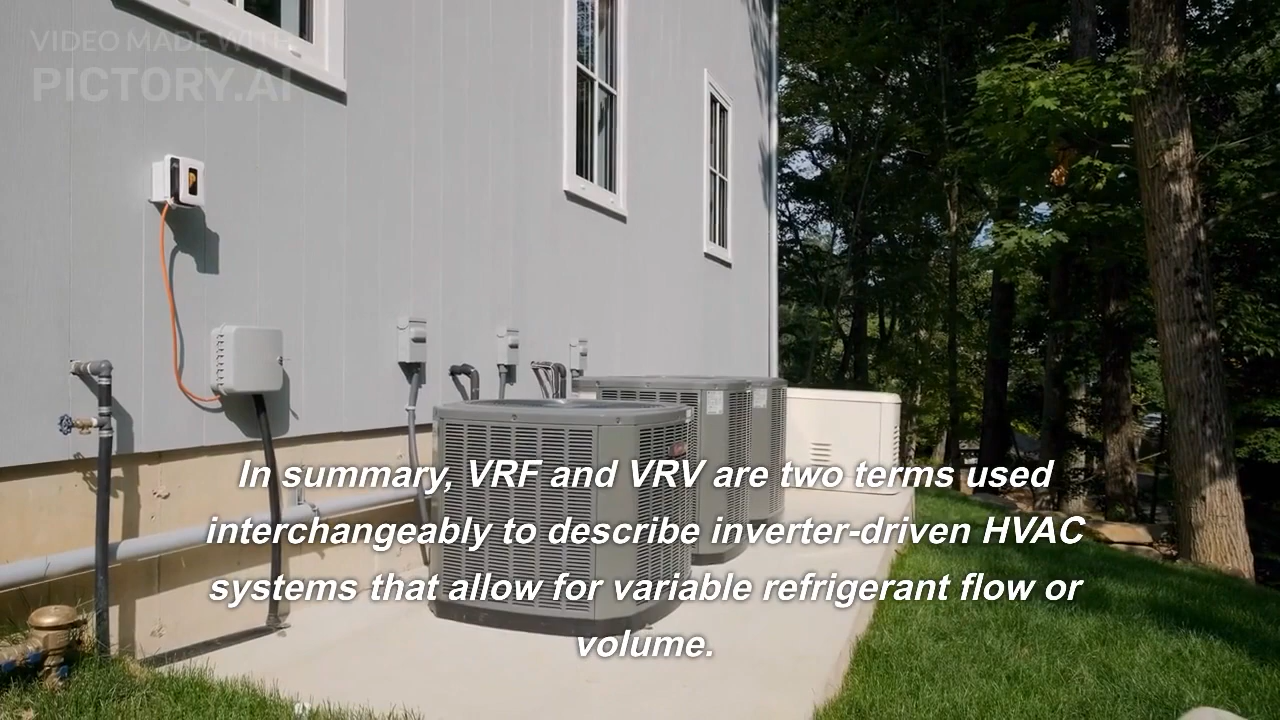 VIDEO MADE WITH
PICTORY.AI
In summary, VRF and VRV are two terms used
interchangeably to describe inverter-driven HVAC
systems that allow for variable refrigerant flow or
volume.